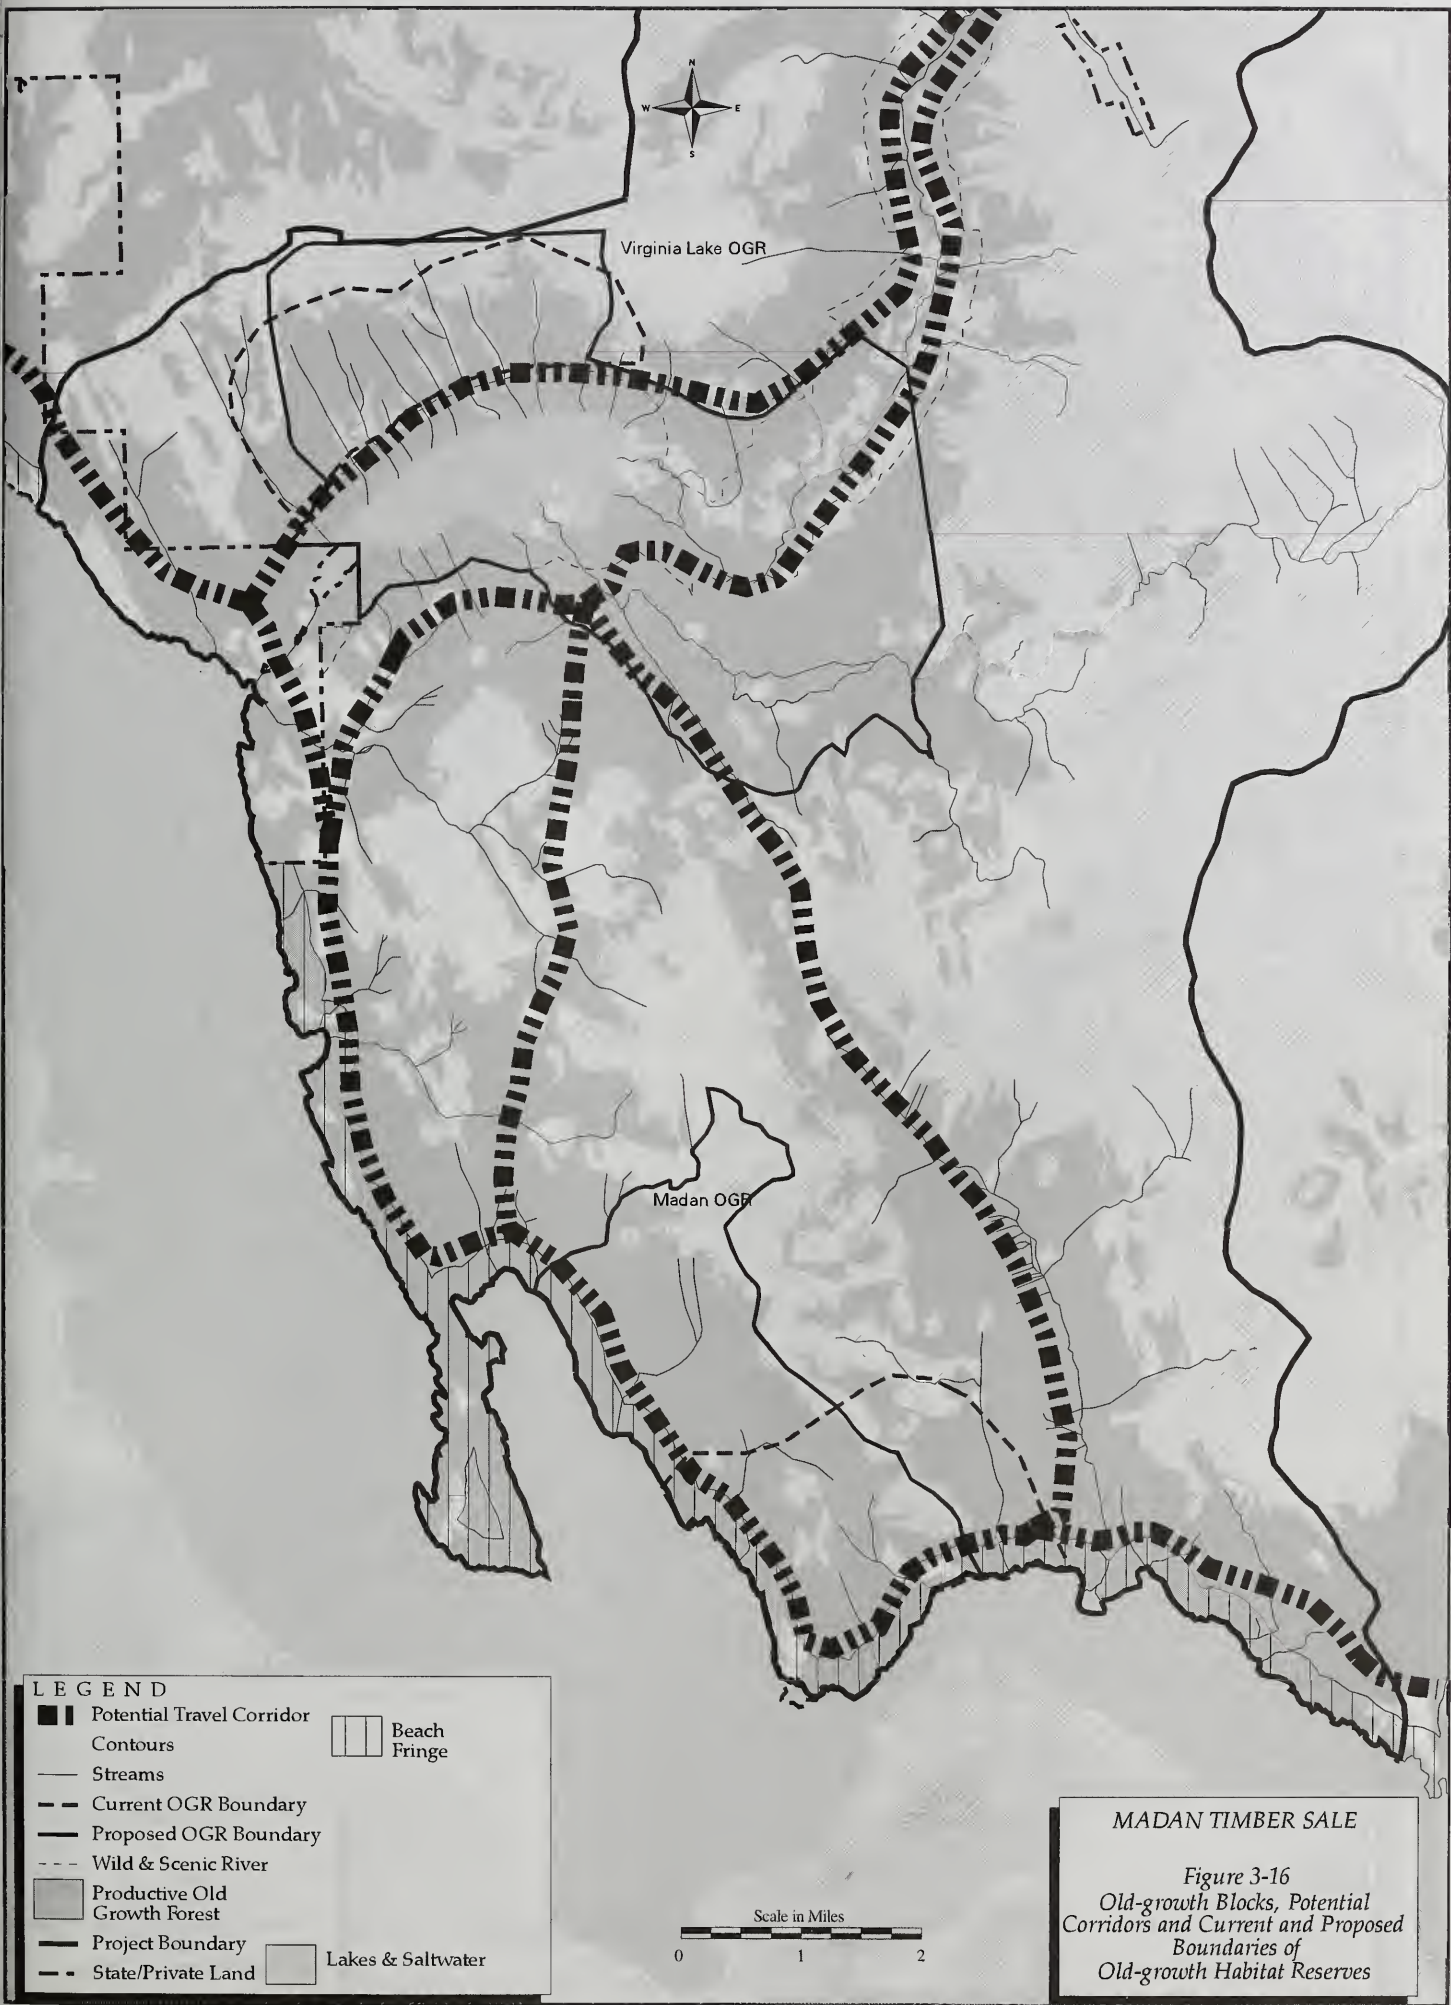 N
W E
S
Virginia Lake OGR
Madan OGR
LEGEND
Potential Travel Corridor
Contours
Streams
Current OGR Boundary
Proposed OGR Boundary
Wild & Scenic River
Productive Old
Growth Forest
Project Boundary
State/Private Land
Beach
Fringe
Lakes & Saltwater
Scale in Miles
0 1 2
MADAN TIMBER SALE
Figure 3-16
Old-growth Blocks, Potential
Corridors and Current and Proposed
Boundaries of
Old-growth Habitat Reserves